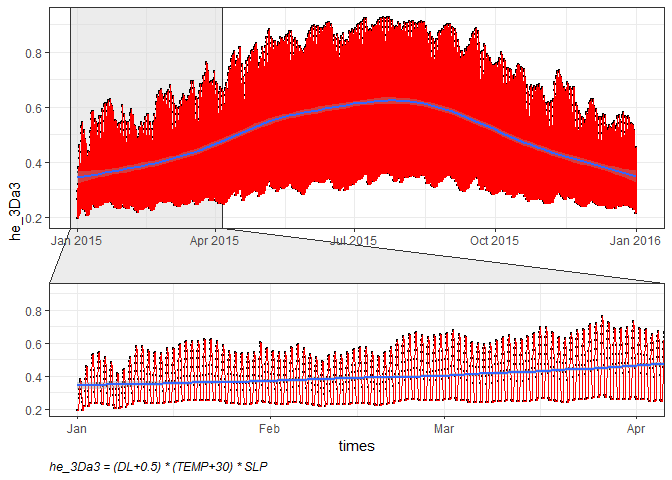 he_3Da3
0.8
0.6
0.4
0.2
Jan 2015
Apr 2015
Jul 2015
Oct 2015
Jan 2016
0.8
0.6
0.4
0.2
Jan
Feb
Mar
Apr
times
he_3Da3 = (DL+0.5) * (TEMP+30) * SLP